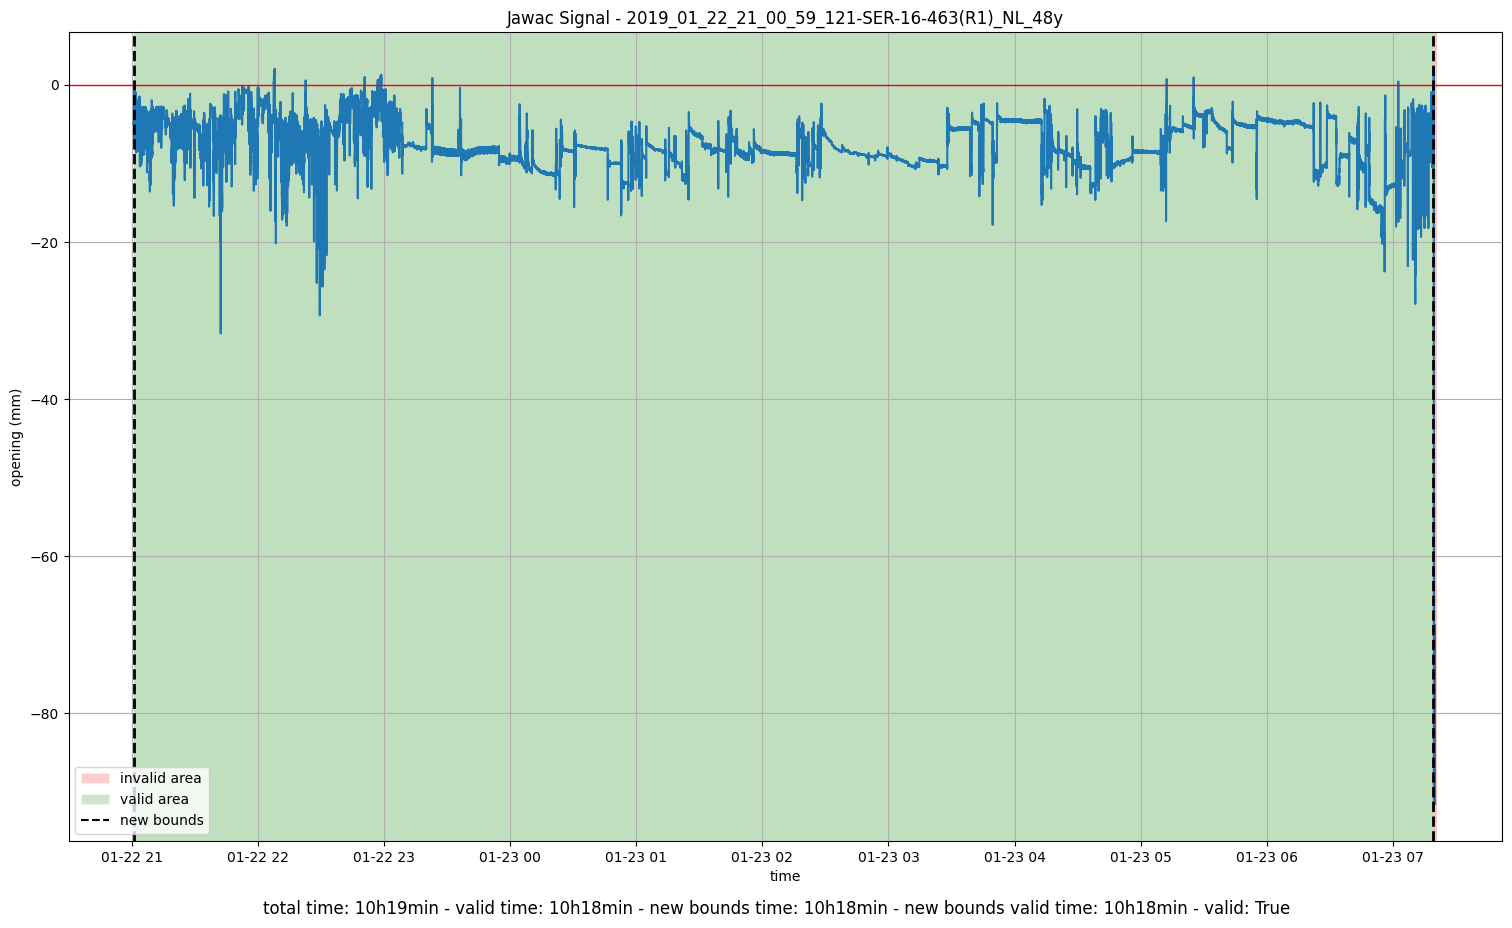 Jawac Signal - 2019_01_22_21_00_59_121-SER-16-463(R1)_NL_48y
opening (mm)
0
−20
−40
−60
−80
invalid area
valid area
new bounds
01-22 21 01-22 22 01-22 23 01-23 00 01-23 01 01-23 02 01-23 03 01-23 04 01-23 05 01-23 06 01-23 07
time
total time: 10h19min - valid time: 10h18min - new bounds time: 10h18min - new bounds valid time: 10h18min - valid: True